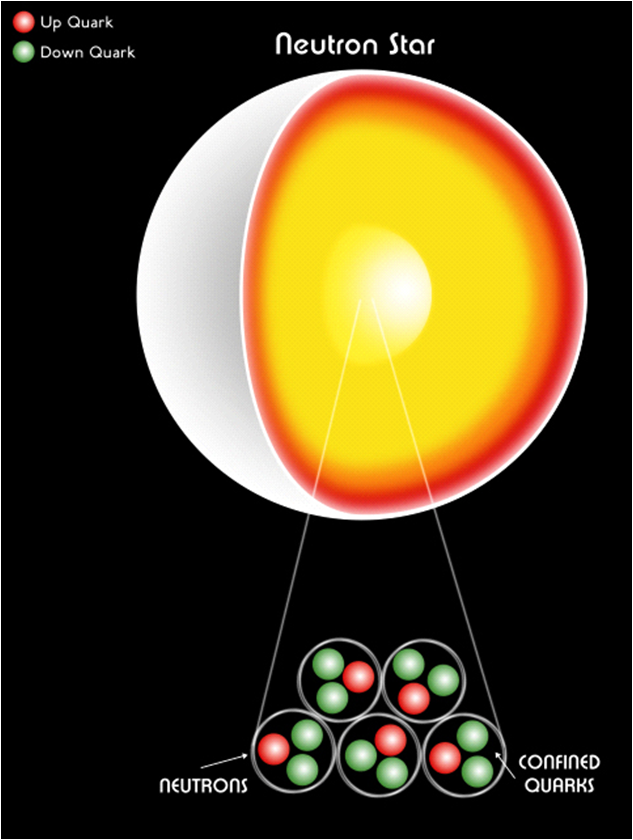 Up Quark
Down Quark
Neutron Star
NEUTRONS
CONFINED
QUARKS